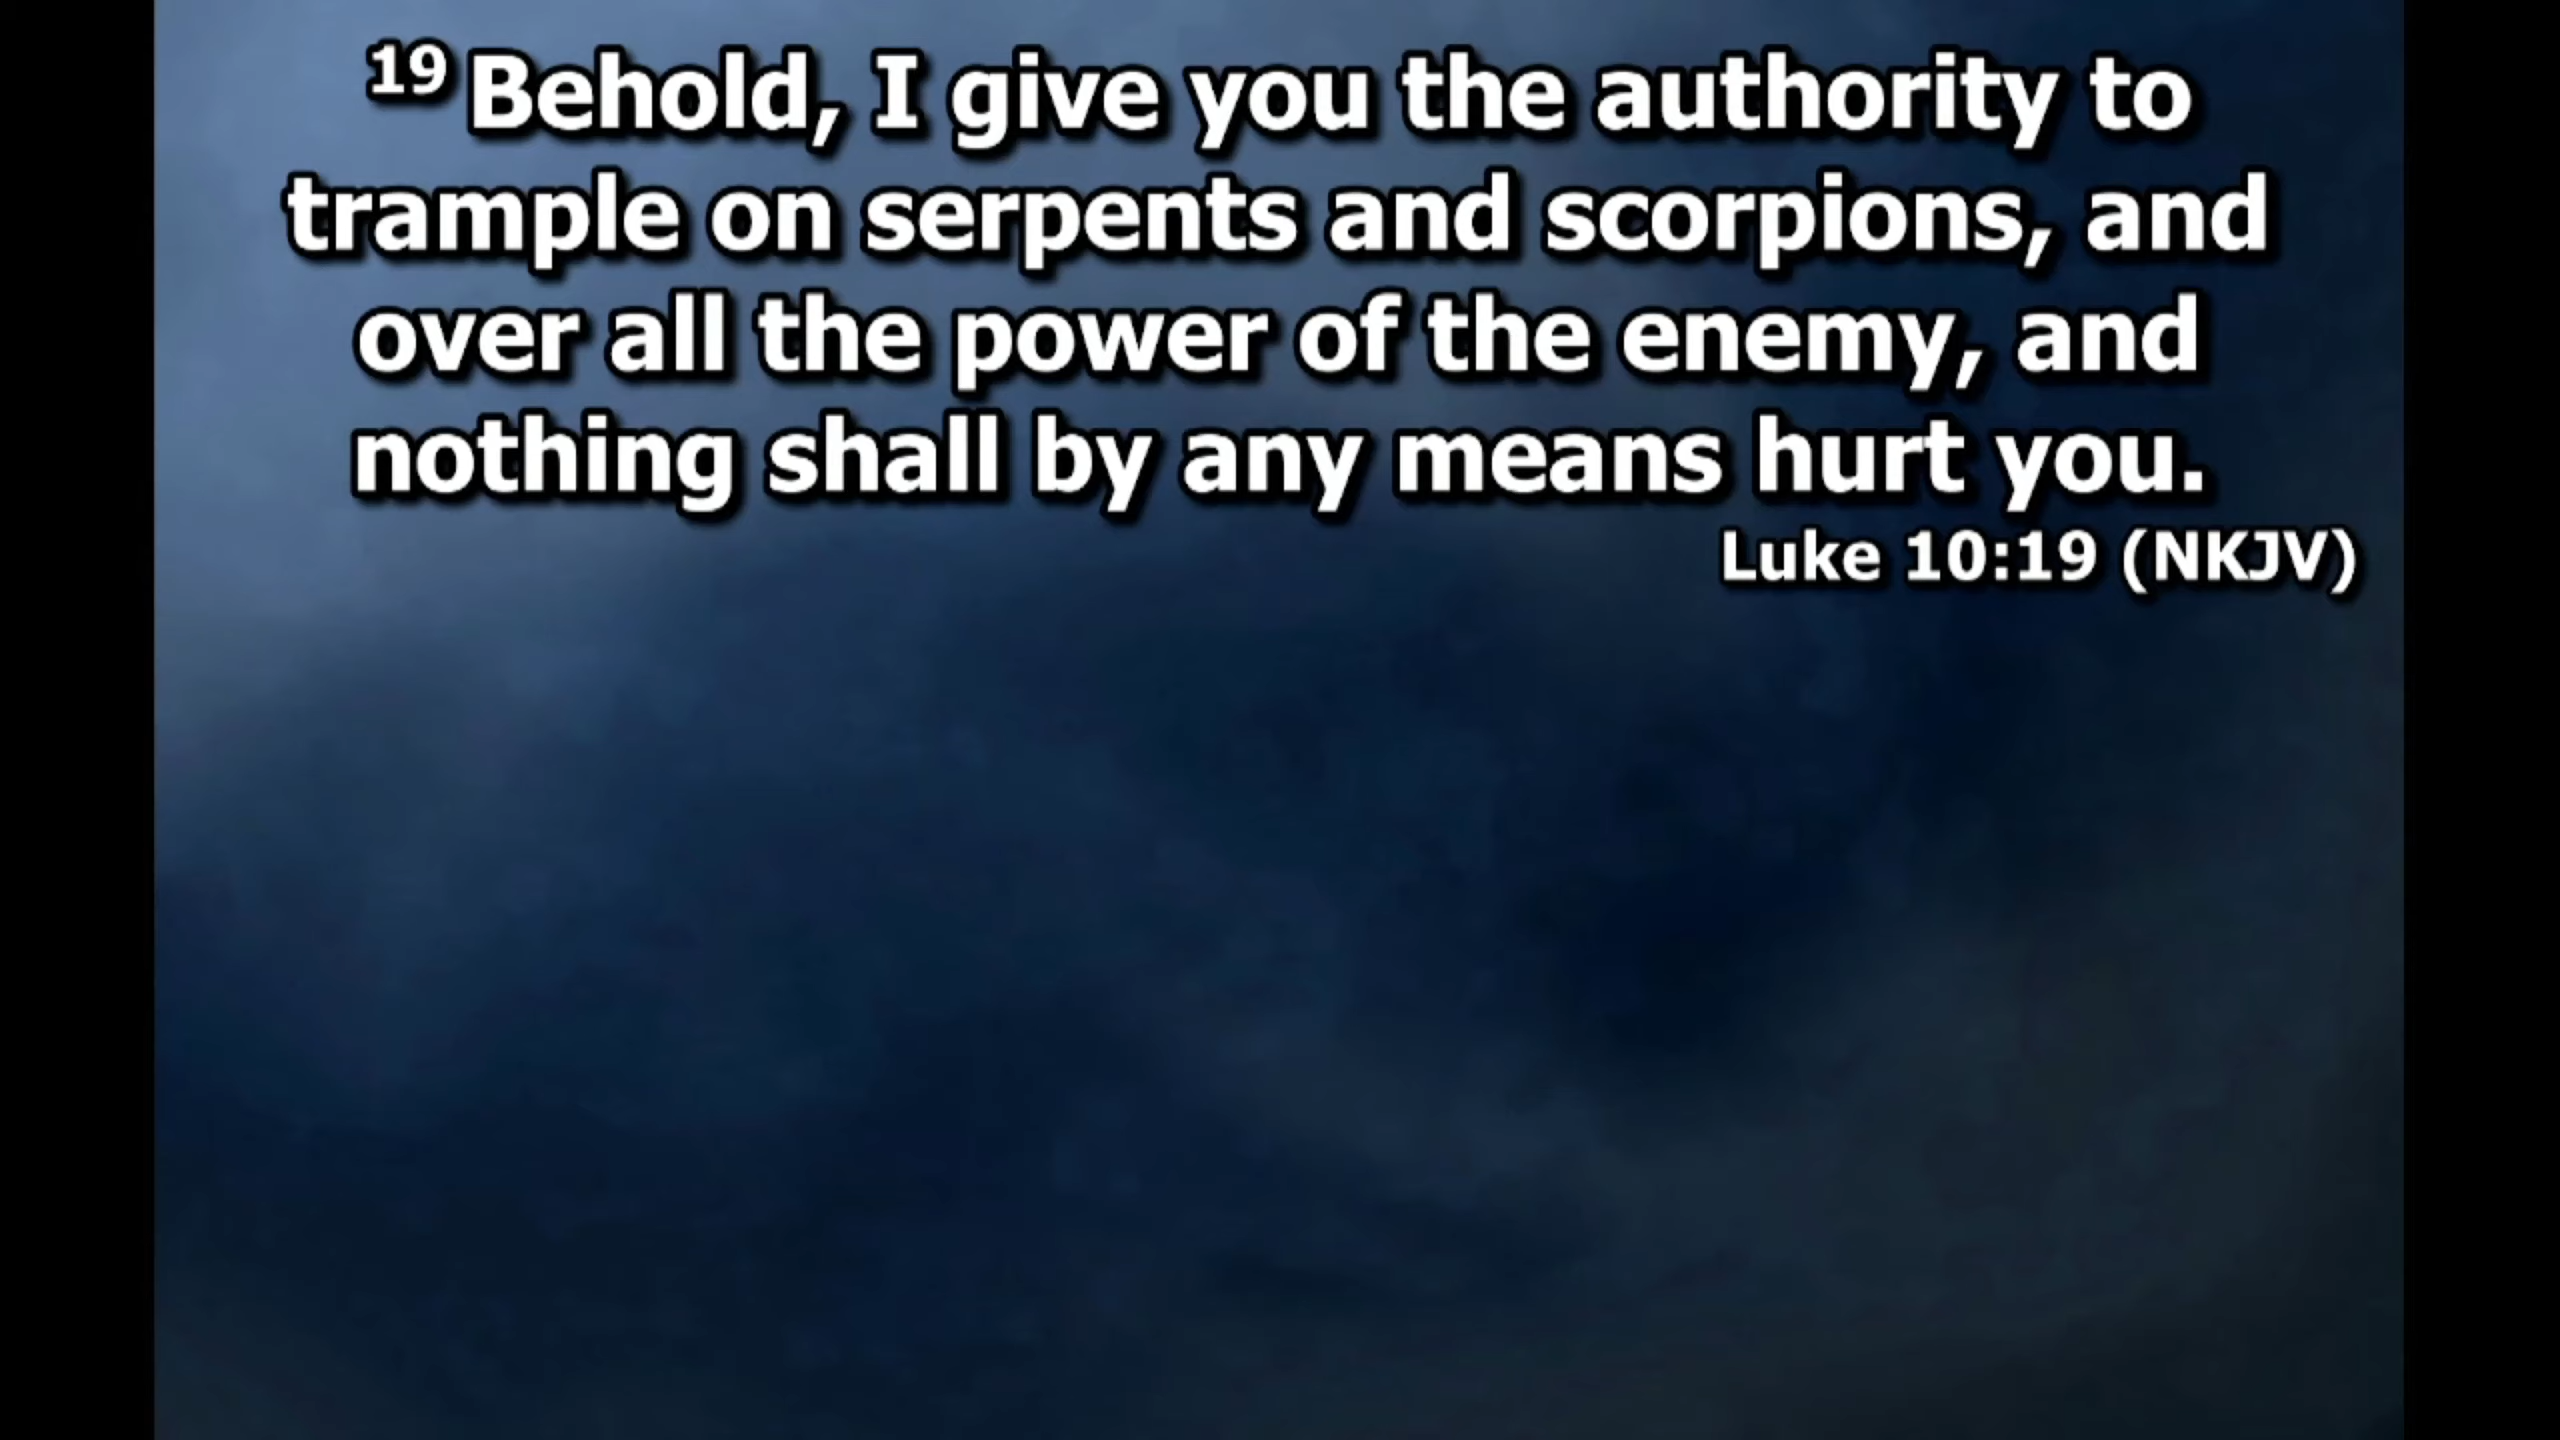 19 Behold, I give you the authority to
trample on serpents and scorpions, and
over all the power of the enemy, and
nothing shall by any means hurt you.
Luke 10:19 (NKJV)